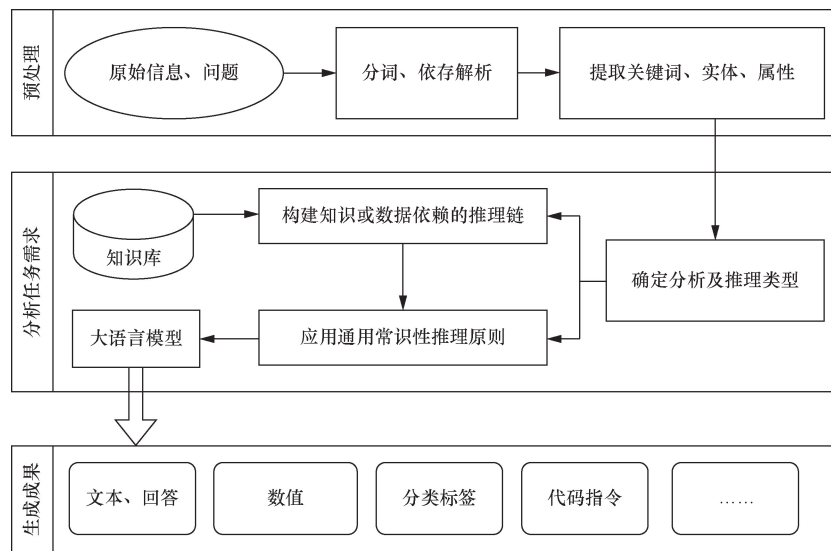 预处理
原始信息、问题
分词、依存解析
提取关键词、实体、属性
分析任务需求
知识库
构建知识或数据依赖的推理链
确定分析及推理类型
大语言模型
应用通用常识性推理原则
生成成果
文本、回答
数值
分类标签
代码指令
……